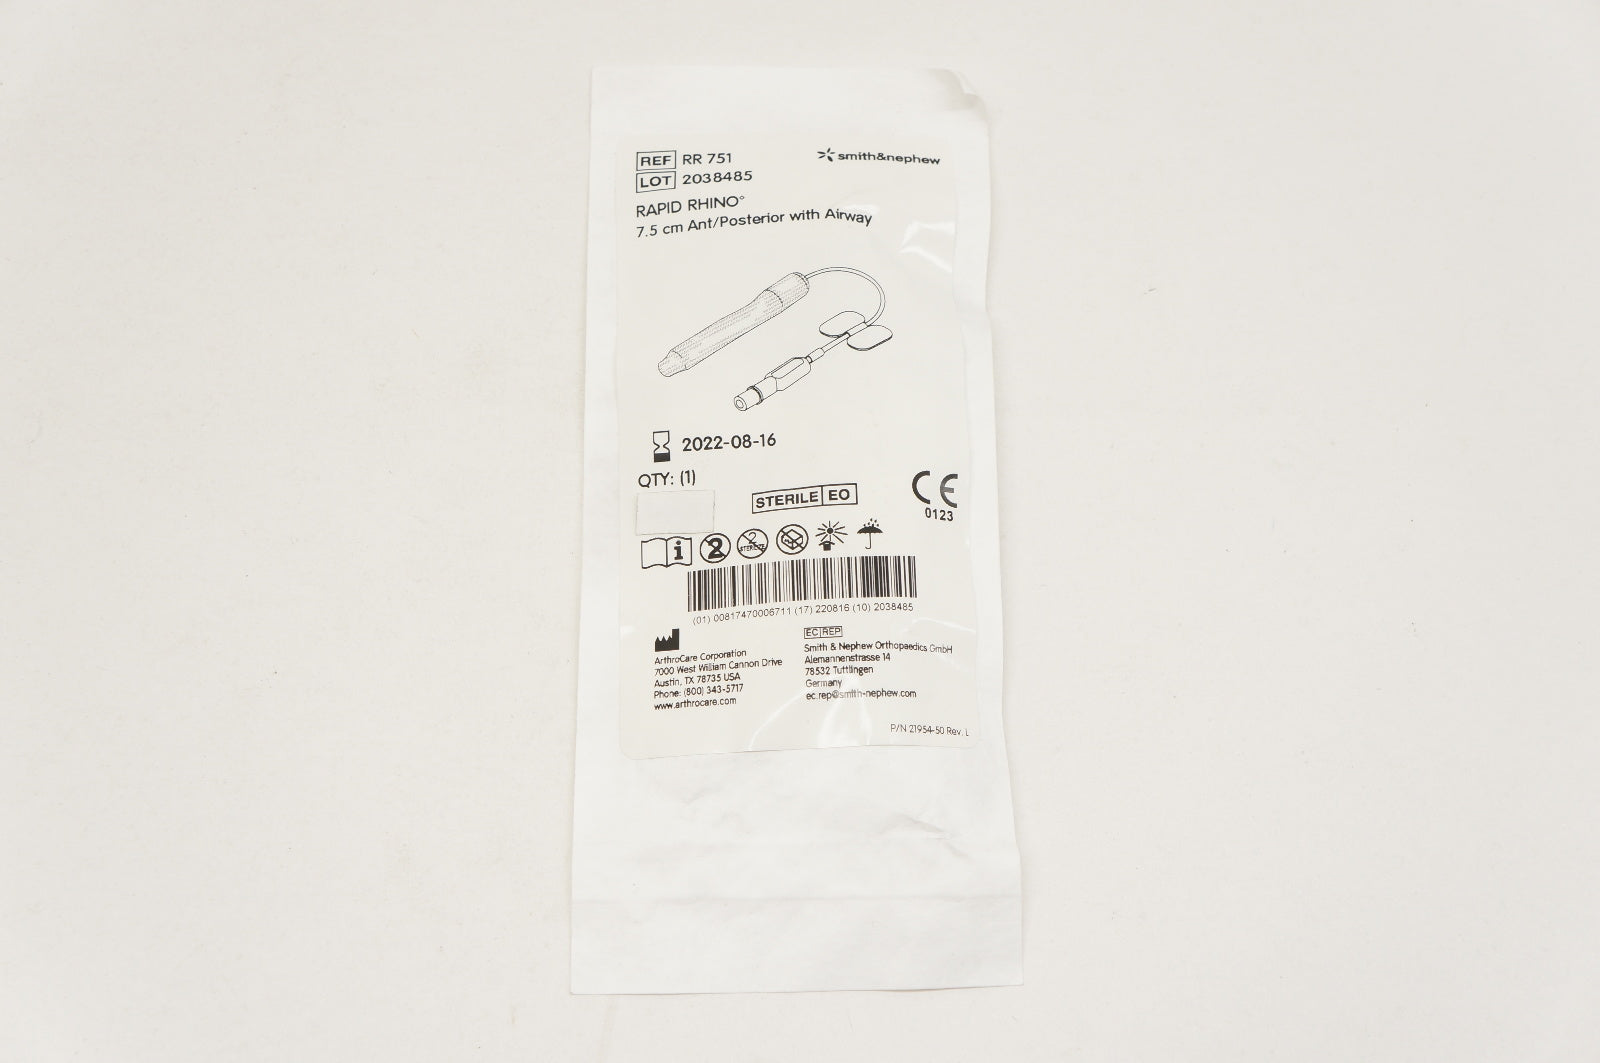 REF RR 751
smith&nephew
LOT 2038485
RAPID RHINO°
7.5 cm Ant/Posterior with Airway
2022-08-16
QTY: (1)
STERILE EO
CE
0123
i 2 2 STERILIZE
(01) 00817470006711 (17) 220816 (10) 2038485
ArthroCare Corporation
7000 West William Cannon Drive
Austin, TX 78735 USA
Phone: (800) 343-5717
www.arthrocare.com
EC REP
Smith & Nephew Orthopaedics GmbH
Alemannenstrasse 14
78532 Tuttlingen
Germany
ec.rep@smith-nephew.com
P/N 21954-50 Rev. L